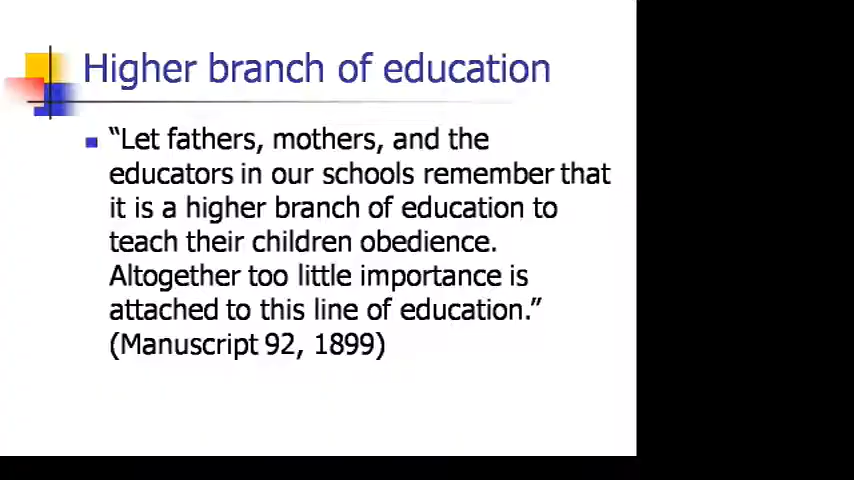 Higher branch of education
“Let fathers, mothers, and the
educators in our schools remember that
it is a higher branch of education to
teach their children obedience.
Altogether too little importance is
attached to this line of education.”
(Manuscript 92, 1899)